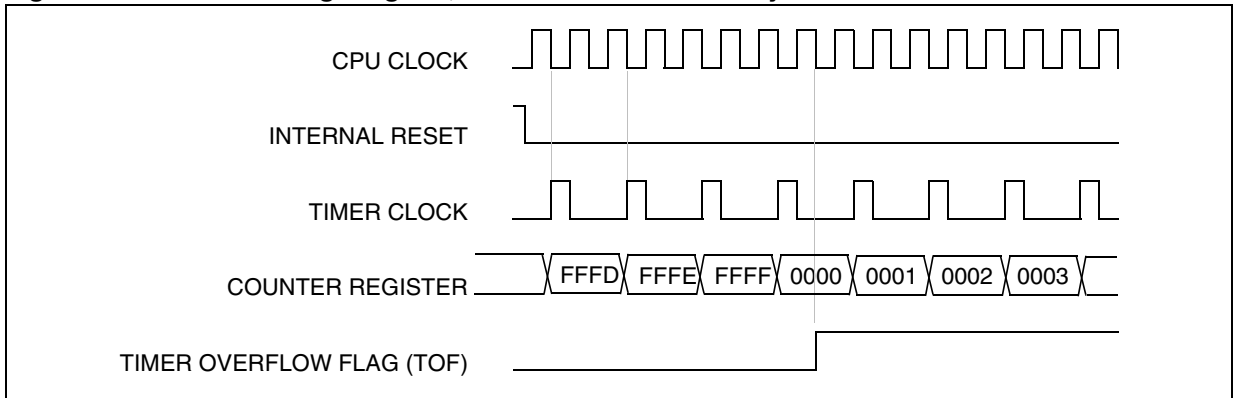 CPU CLOCK
INTERNAL RESET
TIMER CLOCK
FFFD FFFE FFFF 0000 0001 0002 0003
COUNTER REGISTER
TIMER OVERFLOW FLAG (TOF)